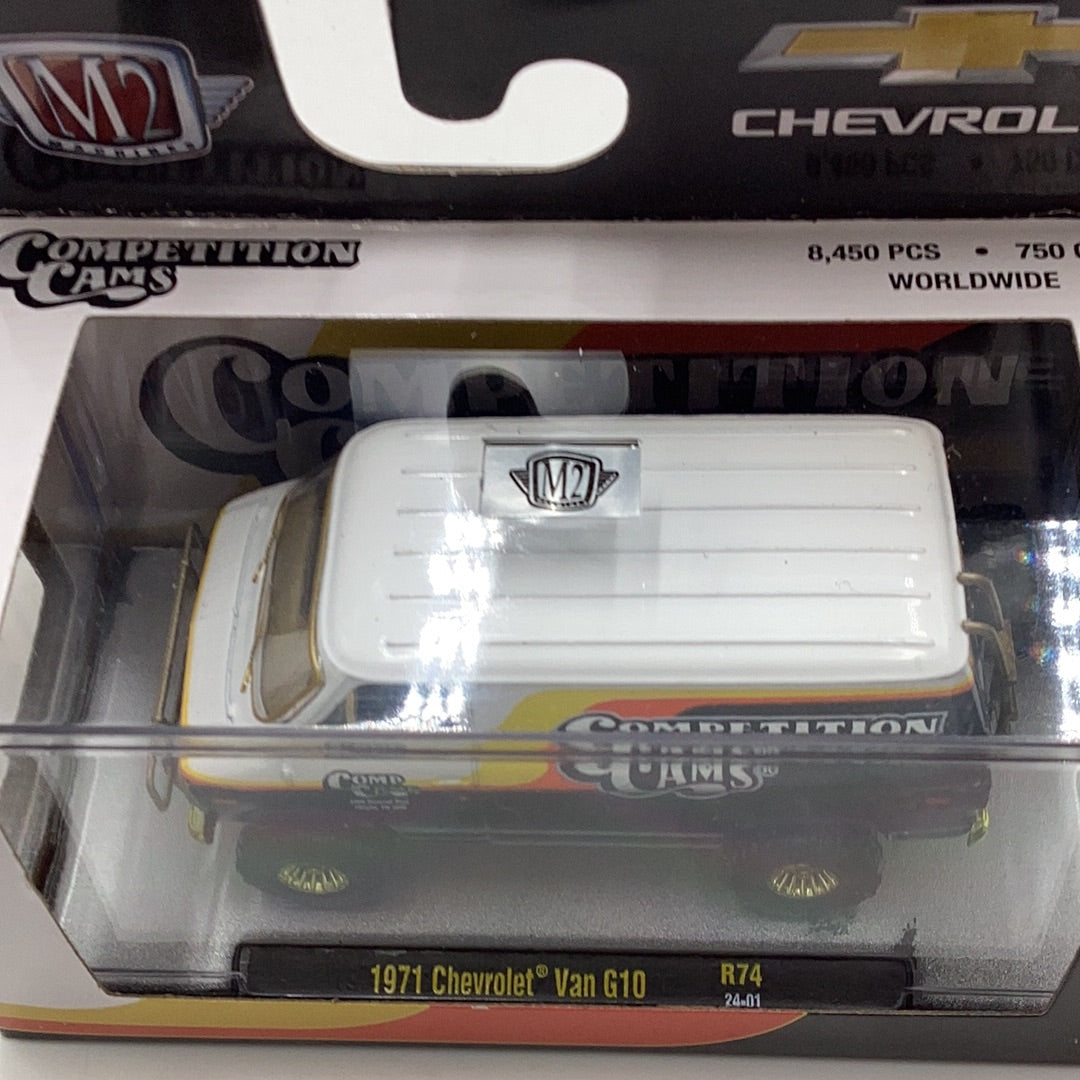 M2
MACHINES
CHEVROL
COMPETITION
CAMS
8,450 PCS • 750 C
WORLDWIDE
COMPETITION
M2
COMPETITION
CAMS®
COMP
1971 Chevrolet® Van G10
R74
24-01